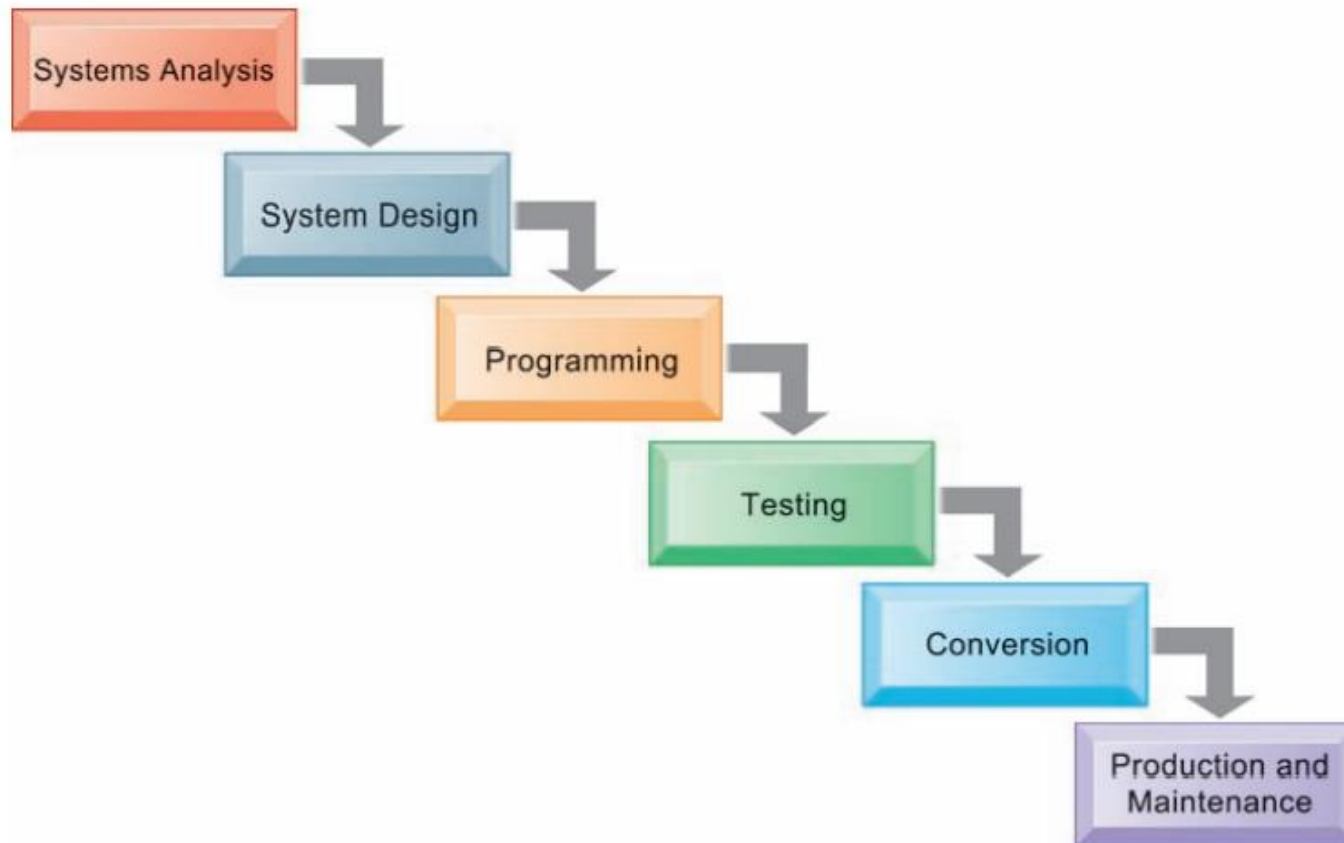 Systems Analysis
System Design
Programming
Testing
Conversion
Production and
Maintenance